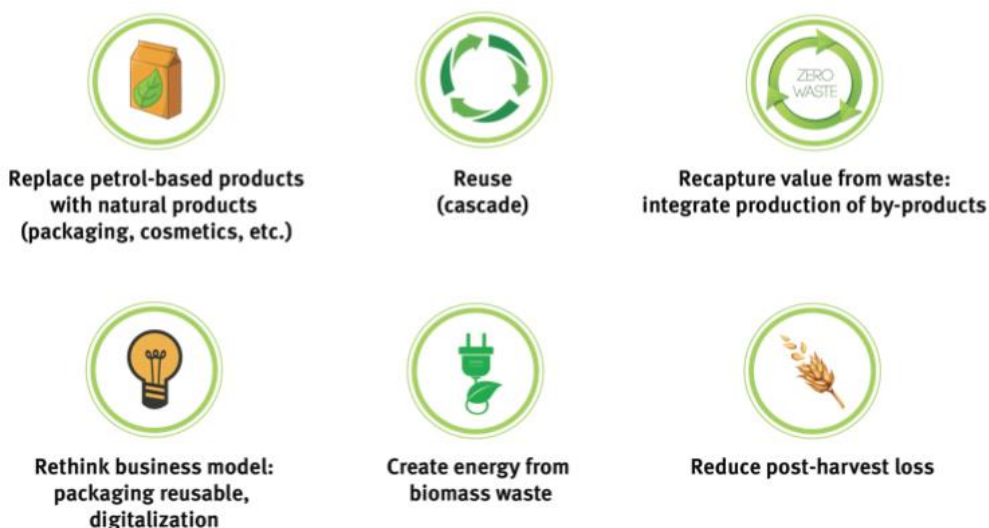 Replace petrol-based products
with natural products
(packaging, cosmetics, etc.)
Reuse
(cascade)
ZERO
WASTE
Recapture value from waste:
integrate production of by-products
Rethink business model:
packaging reusable,
digitalization
Create energy from
biomass waste
Reduce post-harvest loss